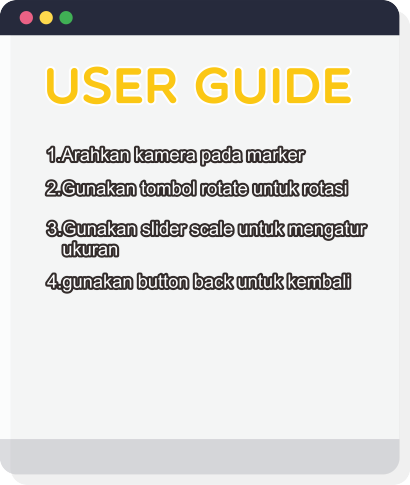 USER GUIDE
1.Arahkan kamera pada marker
2.Gunakan tombol rotate untuk rotasi
3.Gunakan slider scale untuk mengatur
ukuran
4.gunakan button back untuk kembali